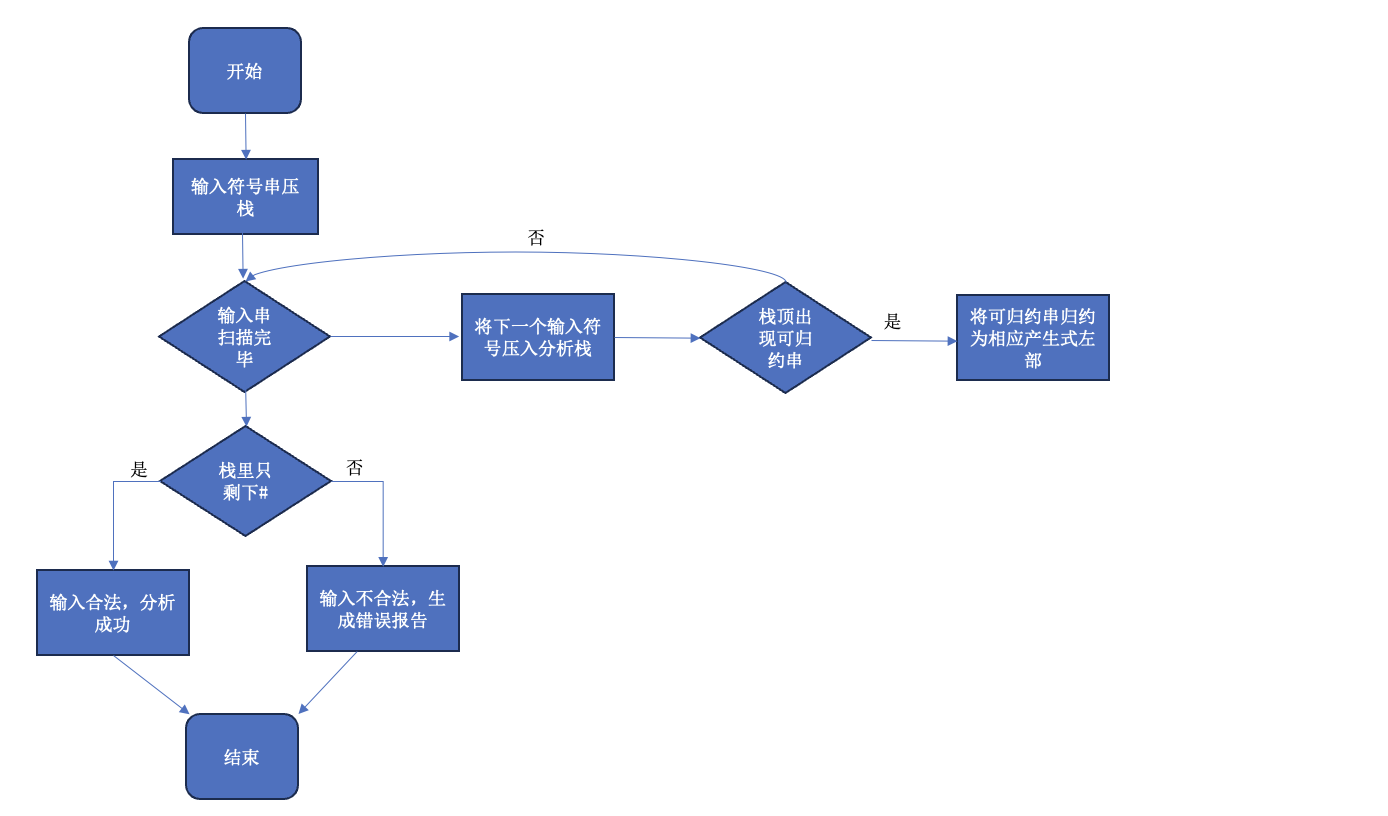 开始
输入符号串压
栈
否
输入串
扫描完
毕
将下一个输入符
号压入分析栈
栈顶出
现可归
约串
是
将可归约串归约
为相应产生式左
部
是
栈里只
剩下#
否
输入合法，分析
成功
输入不合法，生
成错误报告
结束